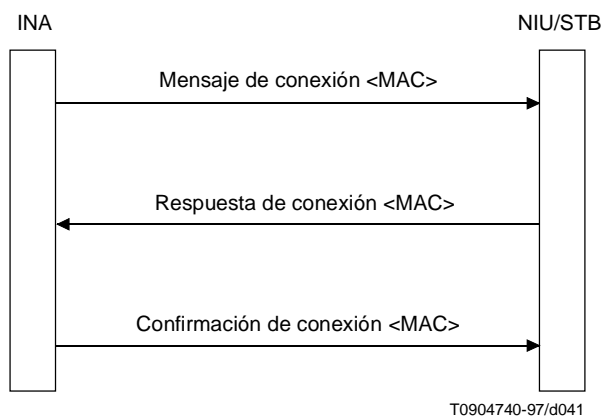 INA
NIU/STB
Mensaje de conexión <MAC>
Respuesta de conexión <MAC>
Confirmación de conexión <MAC>
T0904740-97/d041